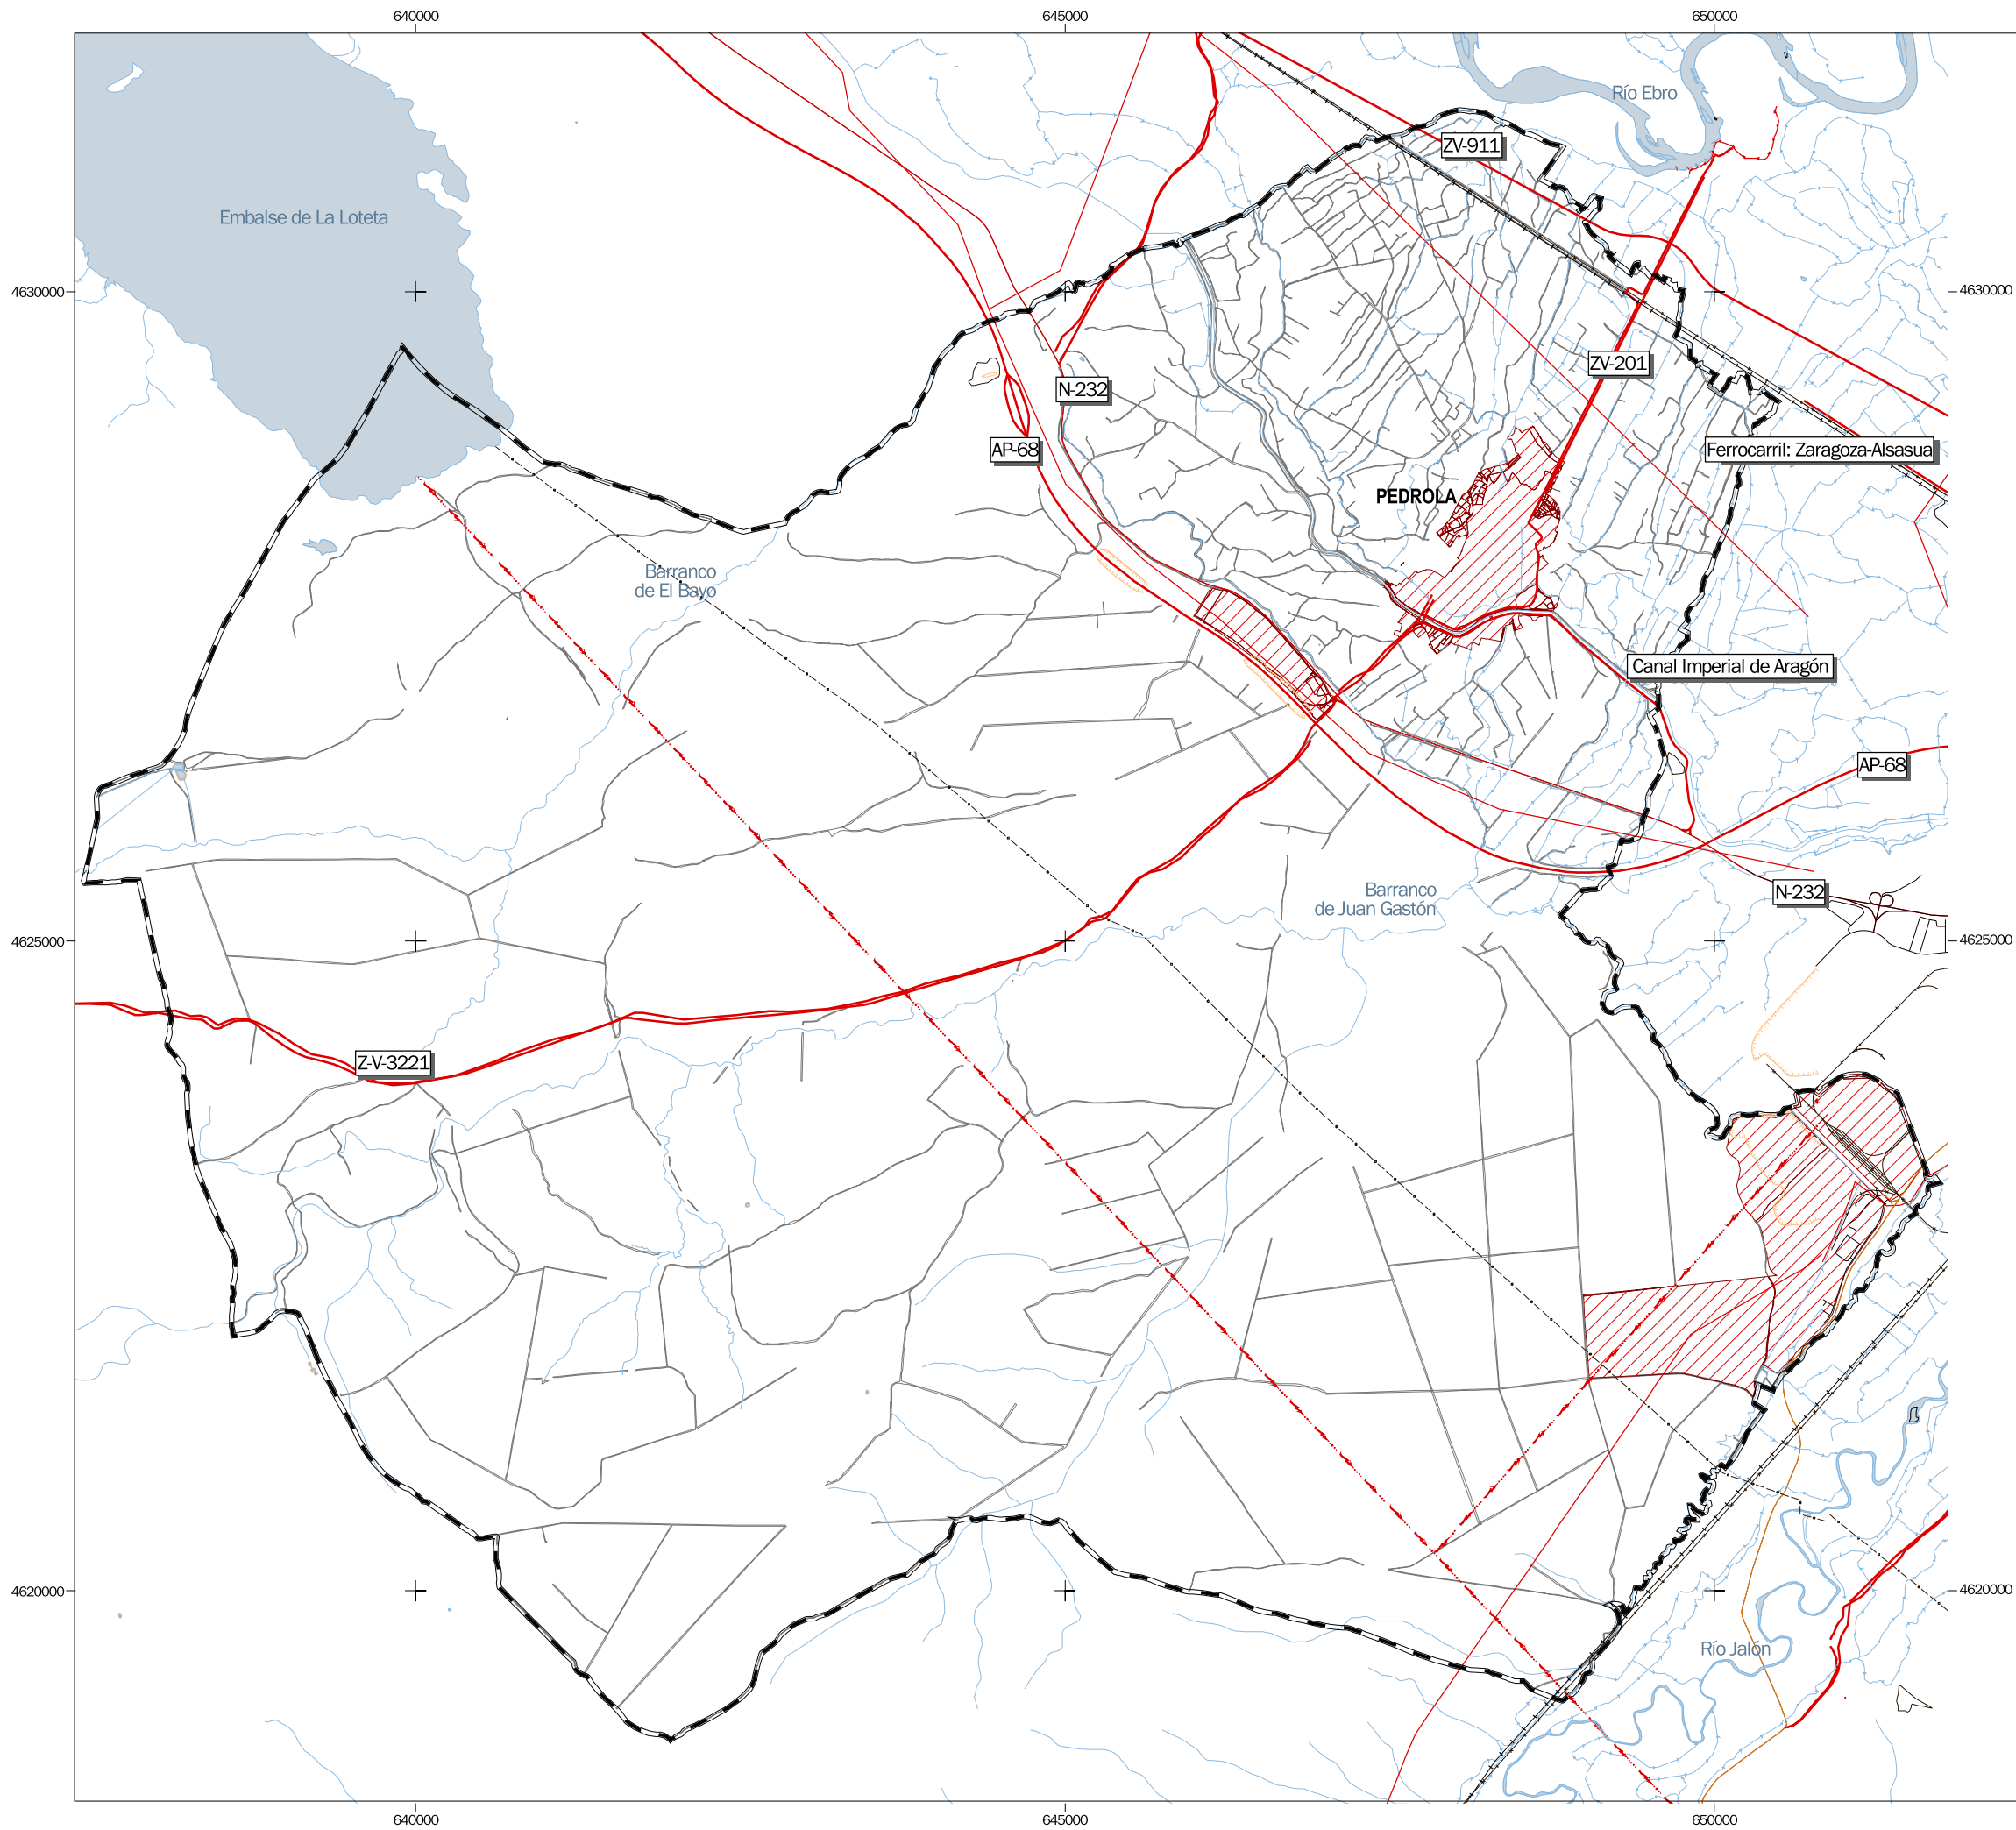 640000
645000
650000
Río Ebro
ZV-911
Embalse de La Loteta
4630000
4630000
ZV-201
N-232
AP-68
Ferrocarril: Zaragoza-Alsasua
PEDROLA
Barranco
de El Bayo
Canal Imperial de Aragón
AP-68
Barranco
de Juan Gastón
N-232
4625000
4625000
Z-V-3221
4620000
4620000
Río Jalón
640000
645000
650000